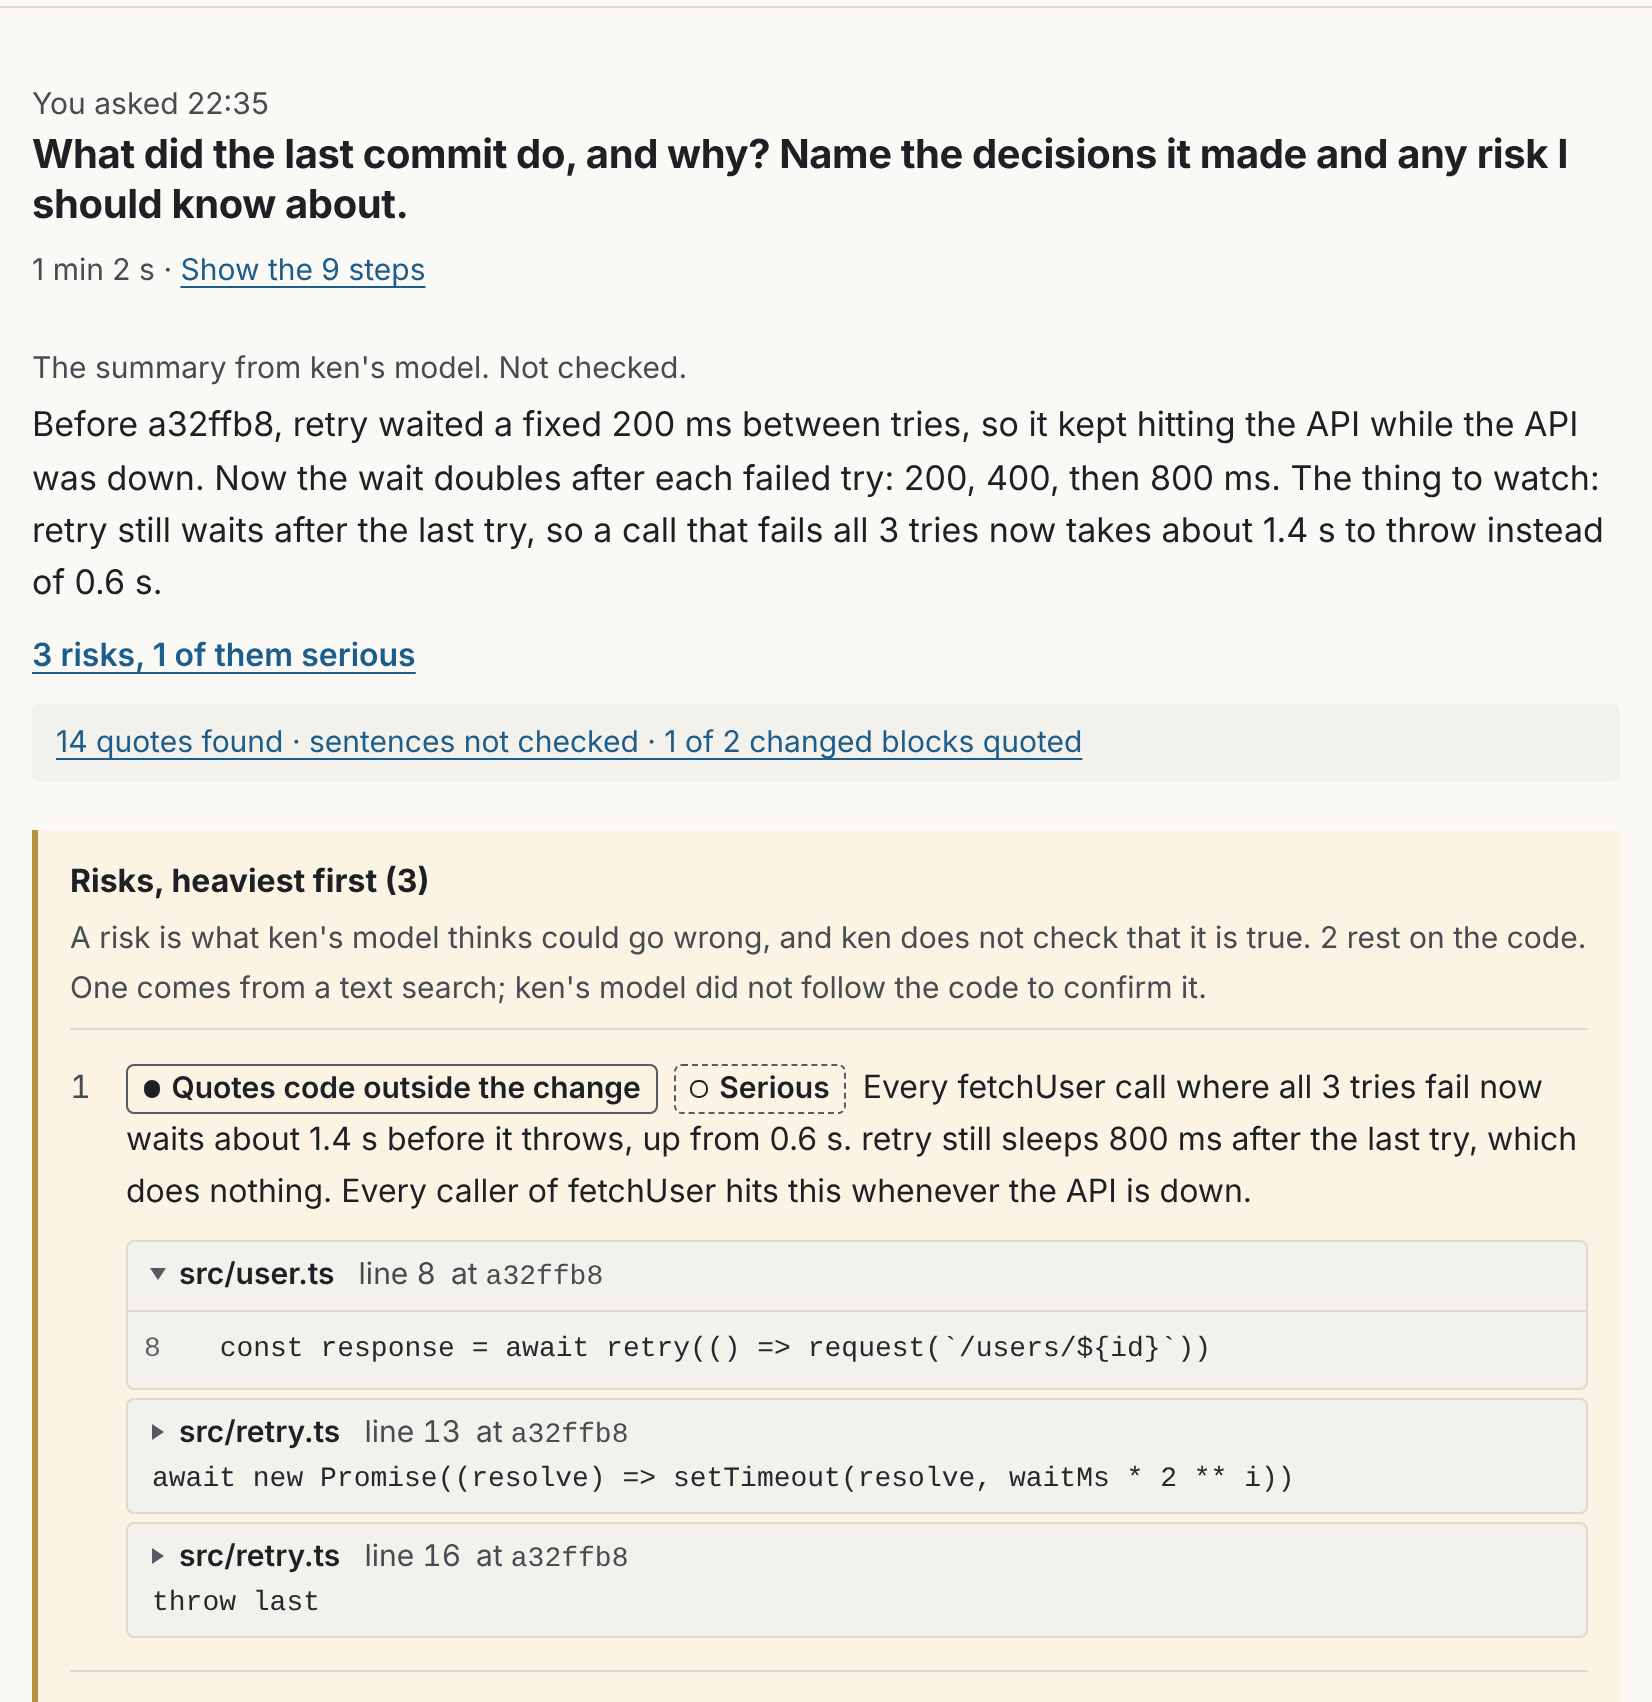 You asked 22:35
What did the last commit do, and why? Name the decisions it made and any risk I
should know about.
1 min 2 s · Show the 9 steps
The summary from ken's model. Not checked.
Before a32ffb8, retry waited a fixed 200 ms between tries, so it kept hitting the API while the API
was down. Now the wait doubles after each failed try: 200, 400, then 800 ms. The thing to watch:
retry still waits after the last try, so a call that fails all 3 tries now takes about 1.4 s to throw instead
of 0.6 s.
3 risks, 1 of them serious
14 quotes found · sentences not checked · 1 of 2 changed blocks quoted
Risks, heaviest first (3)
A risk is what ken's model thinks could go wrong, and ken does not check that it is true. 2 rest on the code.
One comes from a text search; ken's model did not follow the code to confirm it.
1 Quotes code outside the change Serious Every fetchUser call where all 3 tries fail now
waits about 1.4 s before it throws, up from 0.6 s. retry still sleeps 800 ms after the last try, which
does nothing. Every caller of fetchUser hits this whenever the API is down.
src/user.ts line 8 at a32ffb8
8 const response = await retry(() => request(`/users/${id}`))
src/retry.ts line 13 at a32ffb8
await new Promise((resolve) => setTimeout(resolve, waitMs * 2 ** i))
src/retry.ts line 16 at a32ffb8
throw last